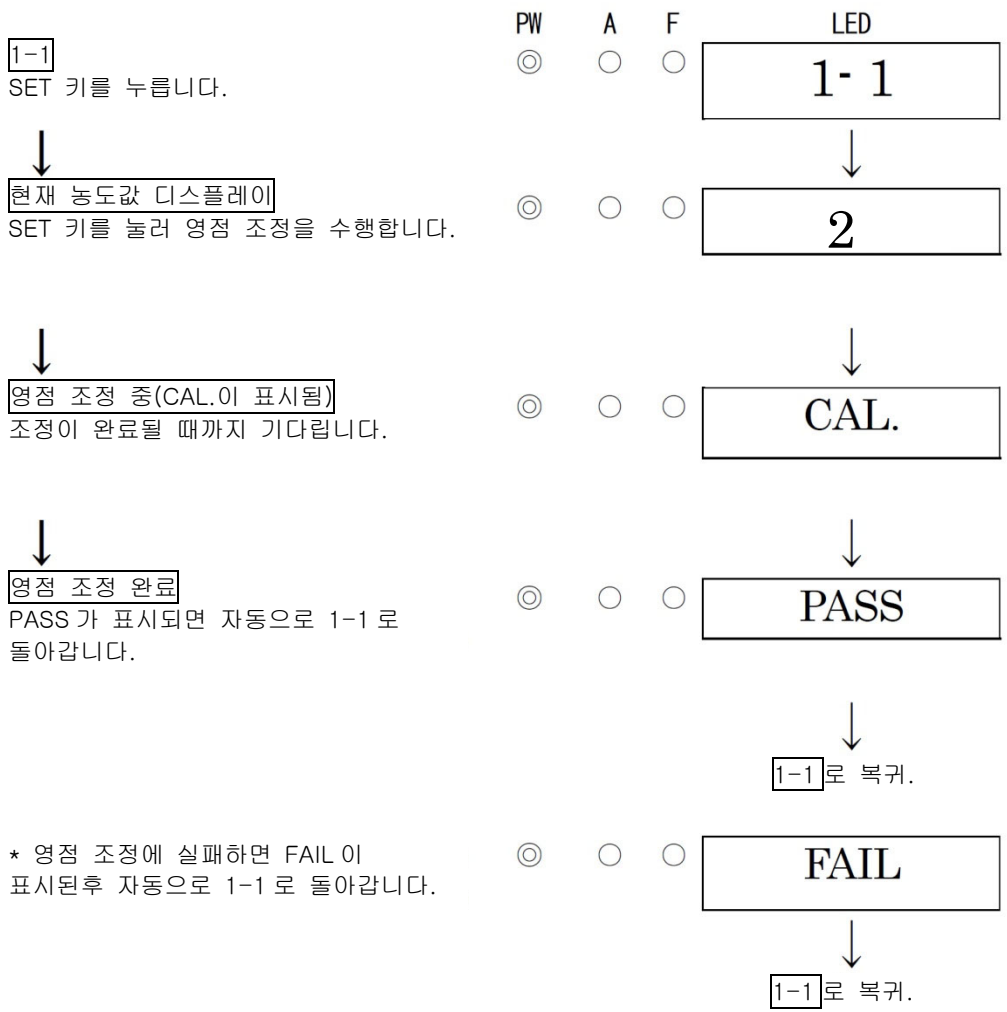 PW A F LED
1-1
SET 키를 누릅니다.
1- 1
현재 농도값 디스플레이
SET 키를 눌러 영점 조정을 수행합니다.
2
영점 조정 중(CAL.이 표시됨)
조정이 완료될 때까지 기다립니다.
CAL.
영점 조정 완료
PASS 가 표시되면 자동으로 1-1 로
돌아갑니다.
PASS
1-1 로 복귀.
* 영점 조정에 실패하면 FAIL 이
표시된후 자동으로 1-1 로 돌아갑니다.
FAIL
1-1 로 복귀.